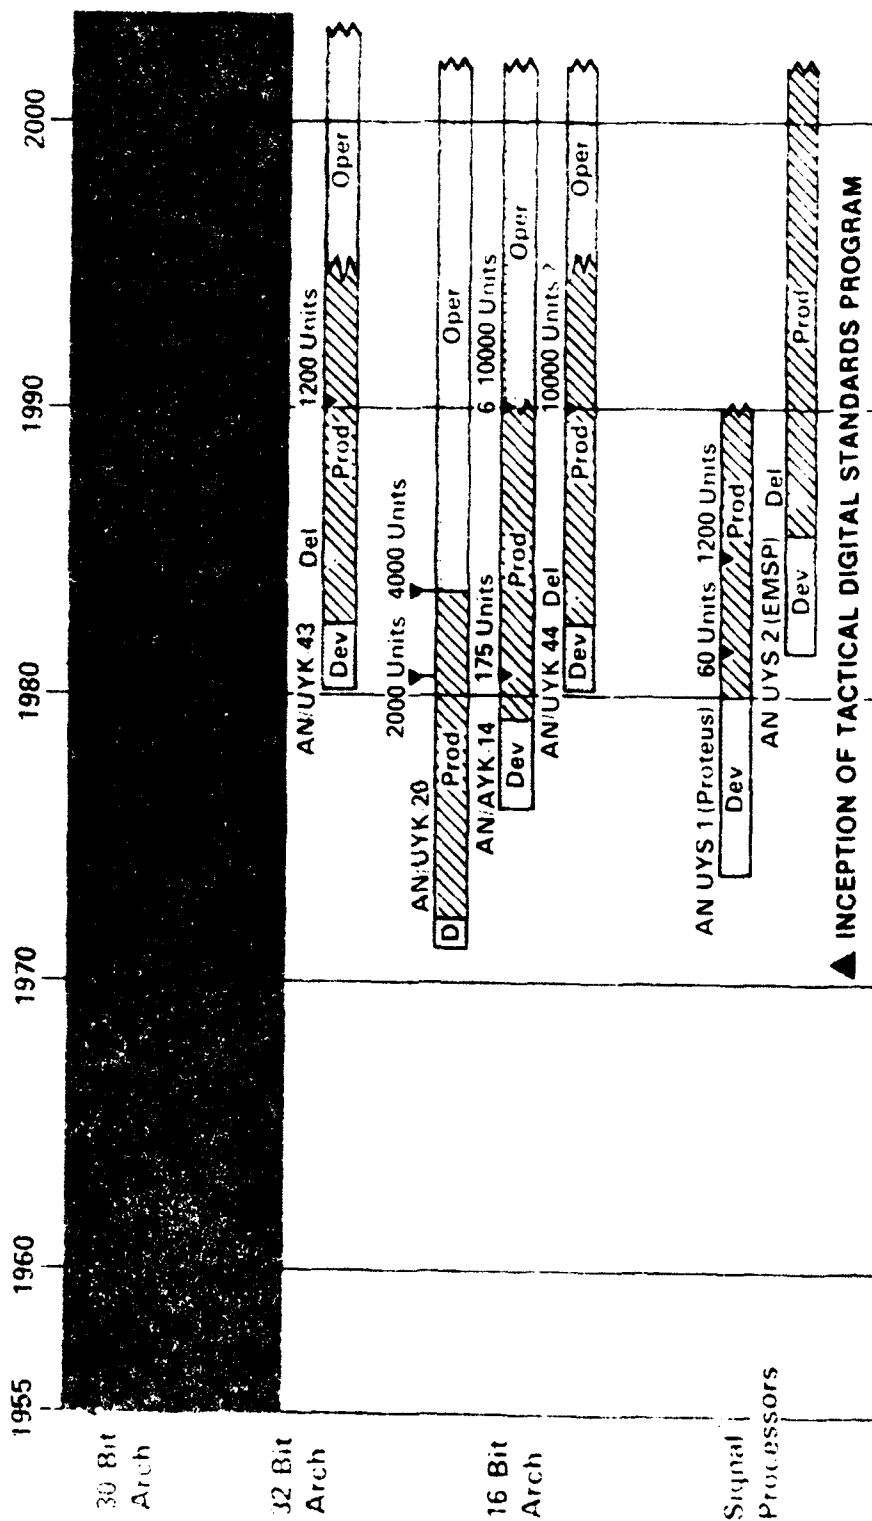 1955 1960 1970 1980 1990 2000
30 Bit
Arch
32 Bit
Arch
AN/UYK 43 Del 1200 Units
Dev Prod Oper
2000 Units 4000 Units
AN/UYK 20
D Prod Oper
16 Bit
Arch
AN/AYK 14 175 Units 6 10000 Units
Dev Prod Oper
AN/UYK 44 Del 10000 Units ?
Dev Prod Oper
Signal
Processors
AN UYS 1 (Proteus) 60 Units 1200 Units
Dev Prod
AN UYS 2 (EMSP) Del
Dev Prod
▲ INCEPTION OF TACTICAL DIGITAL STANDARDS PROGRAM